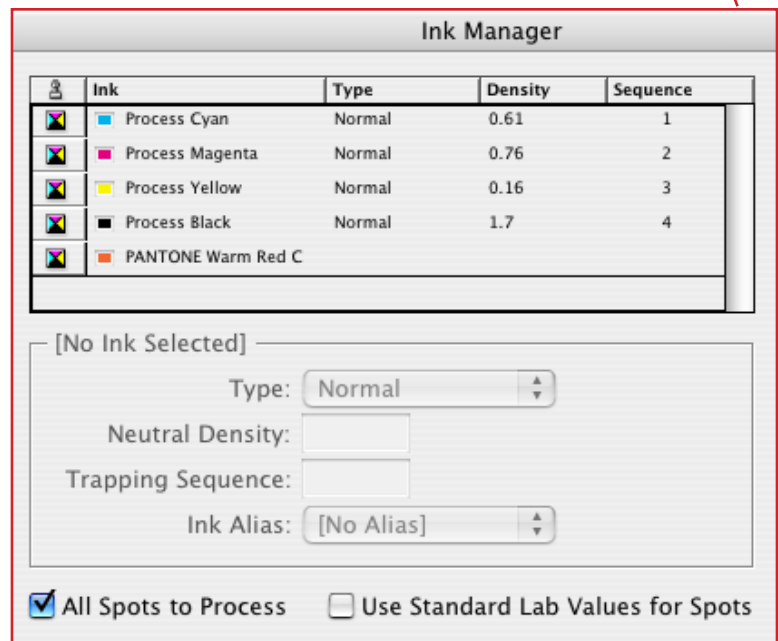 Ink Manager
Ink Type Density Sequence
Process Cyan Normal 0.61 1
Process Magenta Normal 0.76 2
Process Yellow Normal 0.16 3
Process Black Normal 1.7 4
PANTONE Warm Red C
[No Ink Selected]
Type: Normal
Neutral Density:
Trapping Sequence:
Ink Alias: [No Alias]
All Spots to Process Use Standard Lab Values for Spots